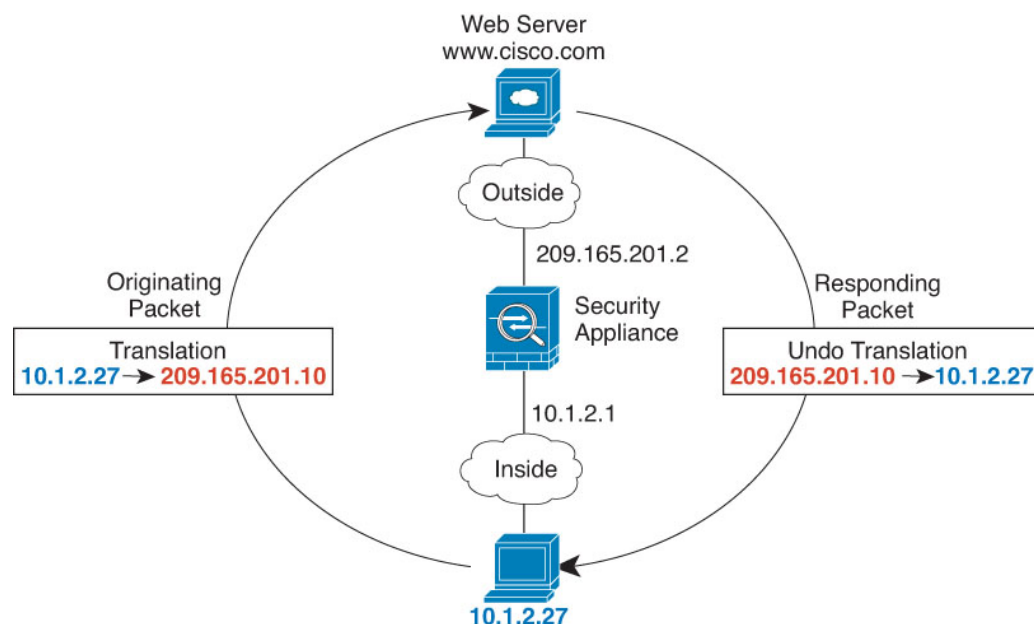 Web Server
www.cisco.com
Outside
209.165.201.2
Originating
Packet
Responding
Packet
Security
Appliance
Translation
10.1.2.27 → 209.165.201.10
Undo Translation
209.165.201.10 → 10.1.2.27
10.1.2.1
Inside
10.1.2.27